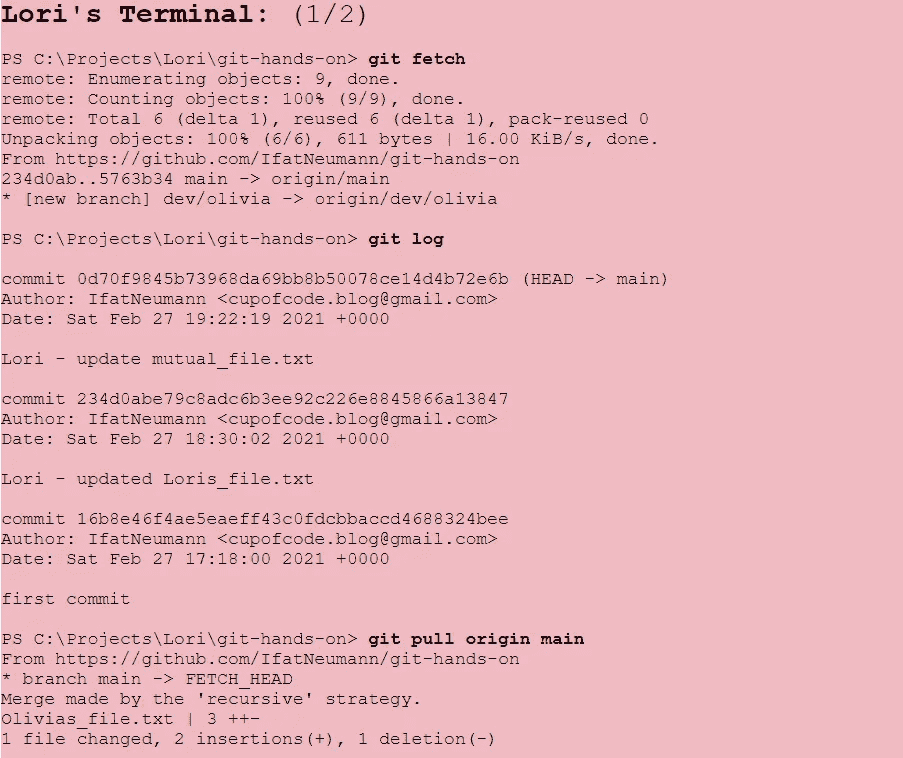 Lori's Terminal: (1/2)
PS C:\Projects\Lori\git-hands-on> git fetch
remote: Enumerating objects: 9, done.
remote: Counting objects: 100% (9/9), done.
remote: Total 6 (delta 1), reused 6 (delta 1), pack-reused 0
Unpacking objects: 100% (6/6), 611 bytes | 16.00 KiB/s, done.
From https://github.com/IfatNeumann/git-hands-on
234d0ab..5763b34 main -> origin/main
* [new branch] dev/olivia -> origin/dev/olivia
PS C:\Projects\Lori\git-hands-on> git log
commit 0d70f9845b73968da69bb8b50078ce14d4b72e6b (HEAD -> main)
Author: IfatNeumann <cupofcode.blog@gmail.com>
Date: Sat Feb 27 19:22:19 2021 +0000
Lori - update mutual_file.txt
commit 234d0abe79c8adc6b3ee92c226e8845866a13847
Author: IfatNeumann <cupofcode.blog@gmail.com>
Date: Sat Feb 27 18:30:02 2021 +0000
Lori - updated Loris_file.txt
commit 16b8e46f4ae5eaeff43c0fdcbbaccd4688324bee
Author: IfatNeumann <cupofcode.blog@gmail.com>
Date: Sat Feb 27 17:18:00 2021 +0000
first commit
PS C:\Projects\Lori\git-hands-on> git pull origin main
From https://github.com/IfatNeumann/git-hands-on
* branch main -> FETCH_HEAD
Merge made by the 'recursive' strategy.
Olivias_file.txt | 3 ++-
1 file changed, 2 insertions(+), 1 deletion(-)